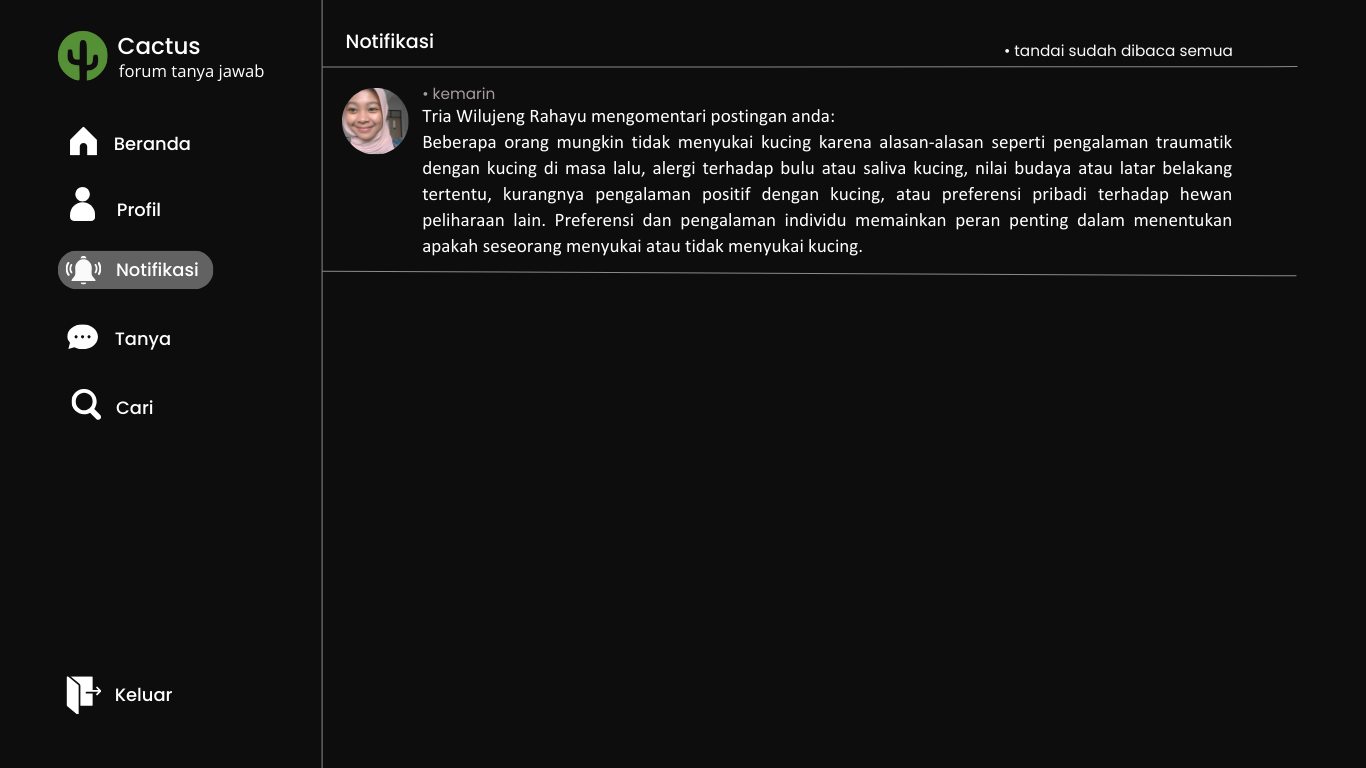 Cactus
forum tanya jawab
Beranda
Profil
Notifikasi
Tanya
Cari
Keluar
Notifikasi
• tandai sudah dibaca semua
• kemarin
Tria Wilujeng Rahayu mengomentari postingan anda:
Beberapa orang mungkin tidak menyukai kucing karena alasan-alasan seperti pengalaman traumatik
dengan kucing di masa lalu, alergi terhadap bulu atau saliva kucing, nilai budaya atau latar belakang
tertentu, kurangnya pengalaman positif dengan kucing, atau preferensi pribadi terhadap hewan
peliharaan lain. Preferensi dan pengalaman individu memainkan peran penting dalam menentukan
apakah seseorang menyukai atau tidak menyukai kucing.